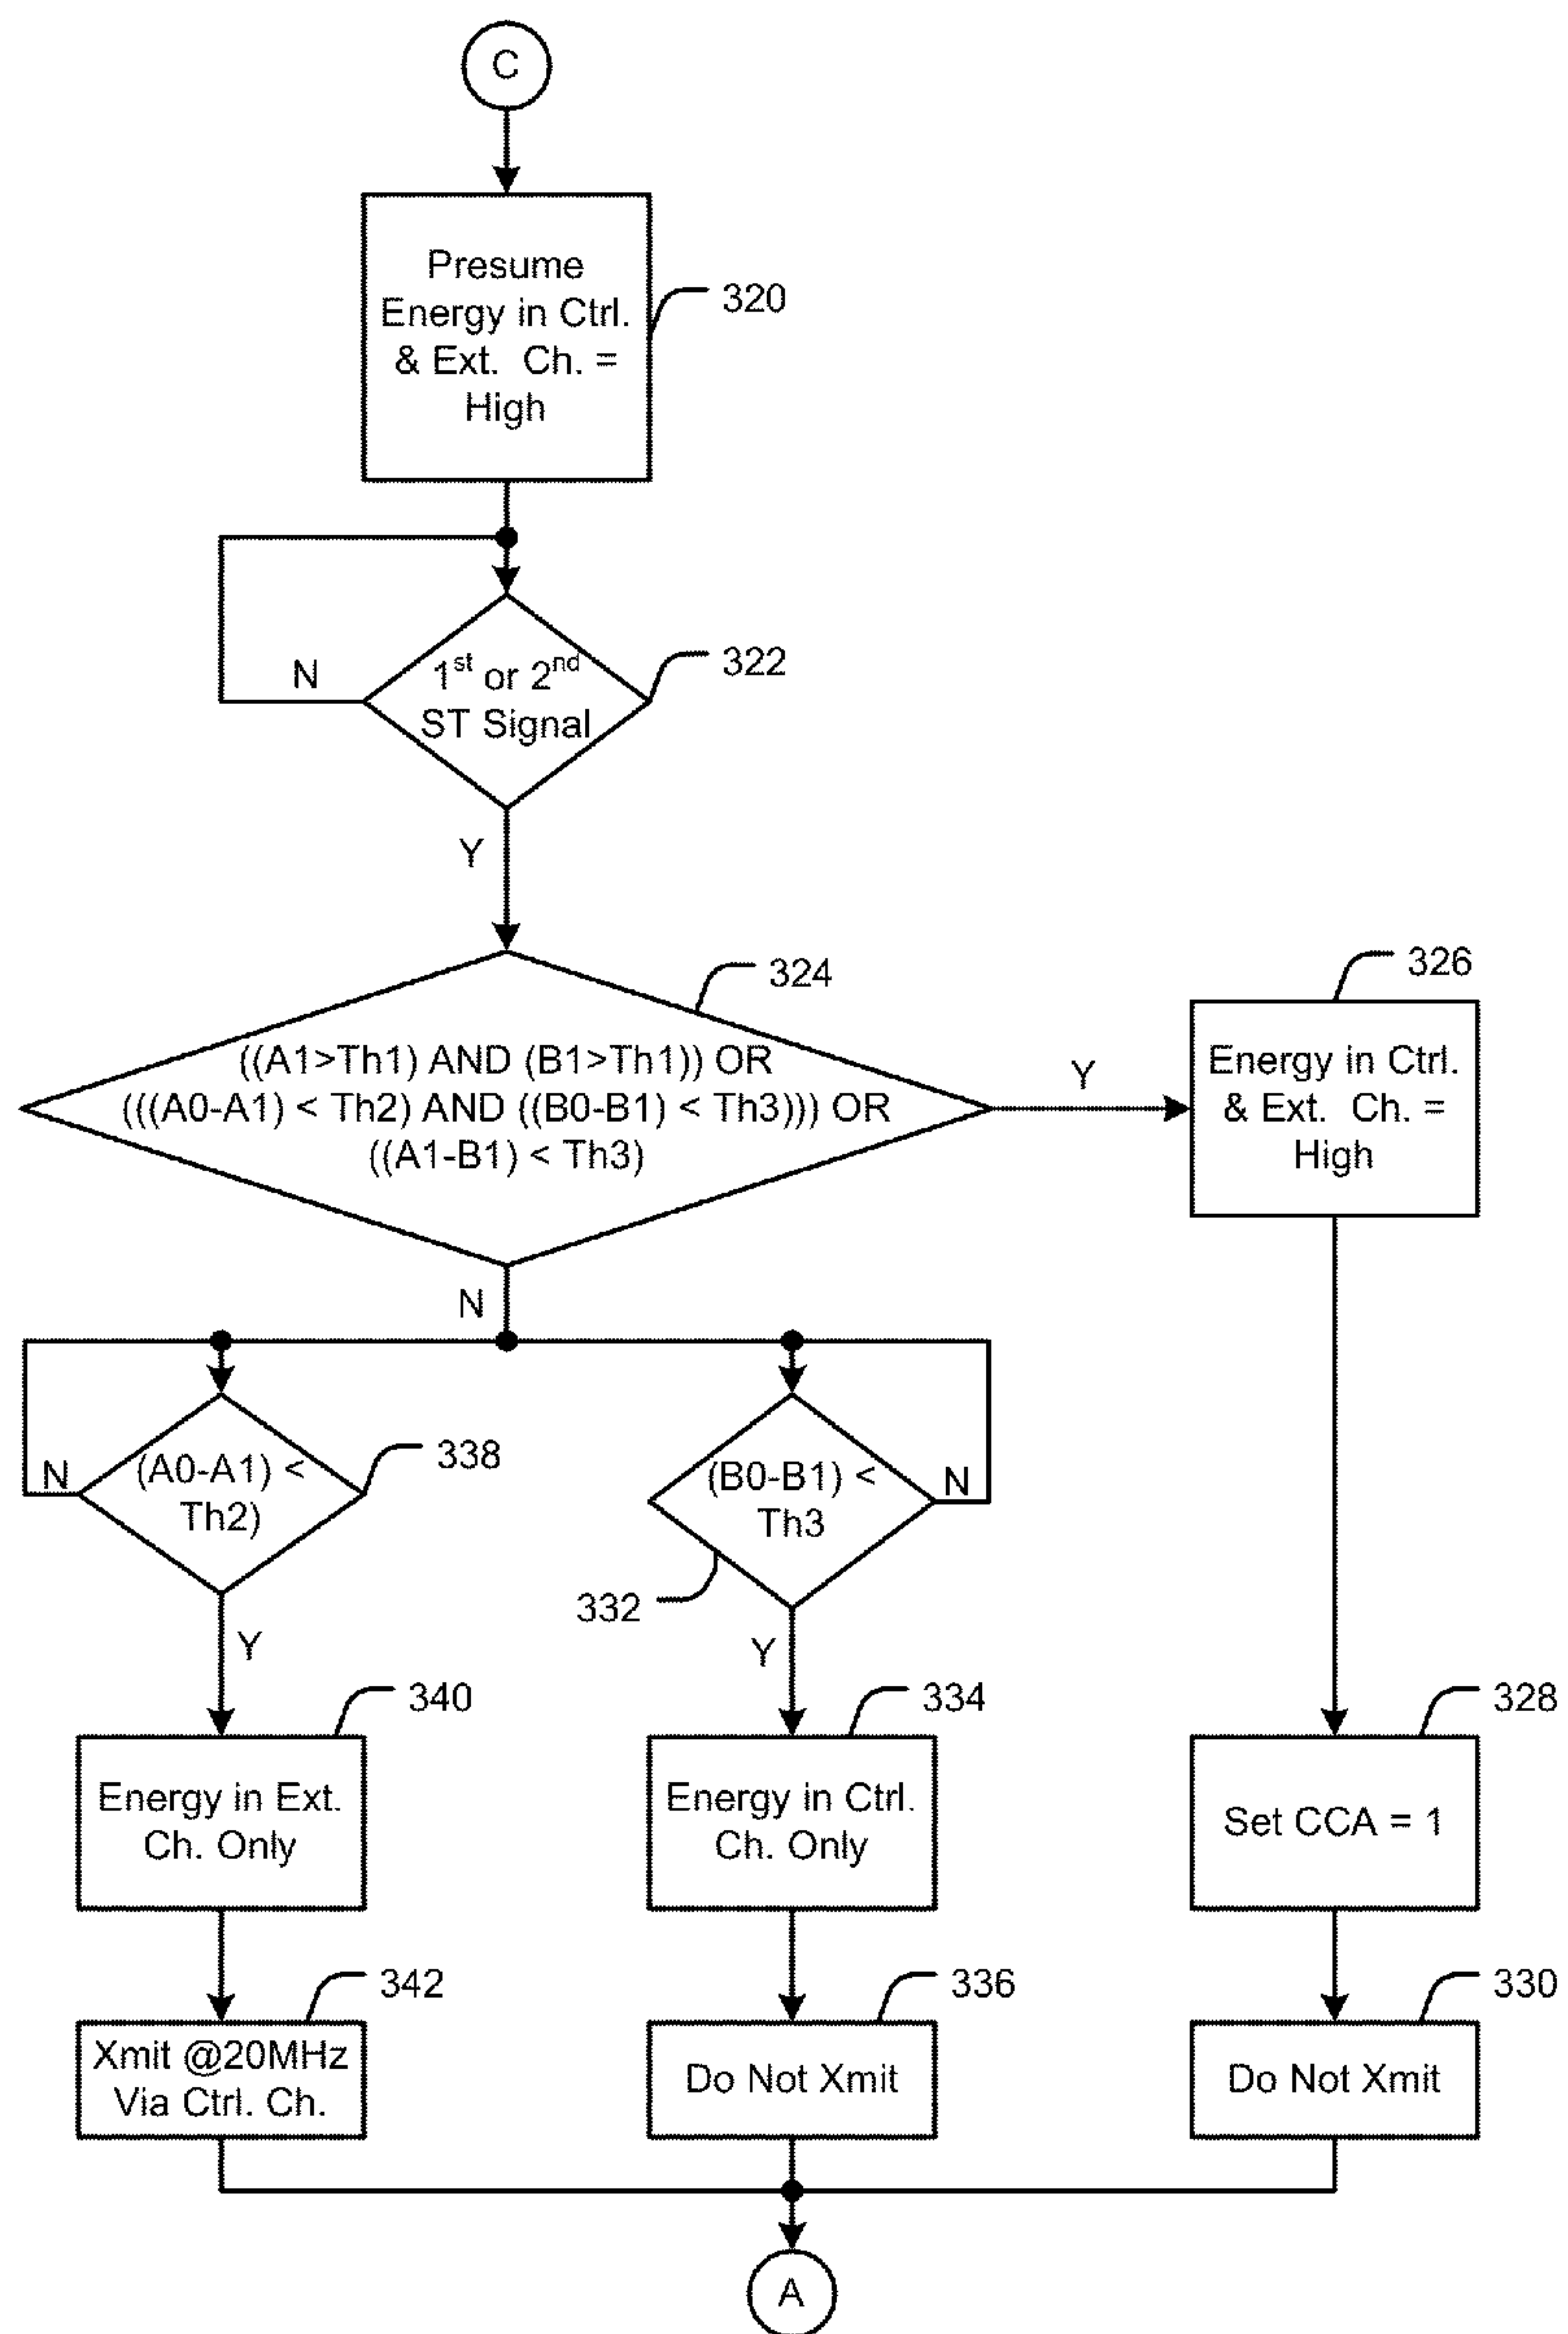 C
Presume
Energy in Ctrl.
& Ext. Ch. =
High
320
N
1st or 2nd
ST Signal
322
Y
324
((A1>Th1) AND (B1>Th1)) OR
(((A0-A1) < Th2) AND ((B0-B1) < Th3))) OR
((A1-B1) < Th3)
Y
326
Energy in Ctrl.
& Ext. Ch. =
High
N
N
(A0-A1) <
Th2)
338
(B0-B1) <
Th3
N
332
Y
Y
340
334
328
Energy in Ext.
Ch. Only
Energy in Ctrl.
Ch. Only
Set CCA = 1
342
336
330
Xmit @20MHz
Via Ctrl. Ch.
Do Not Xmit
Do Not Xmit
A